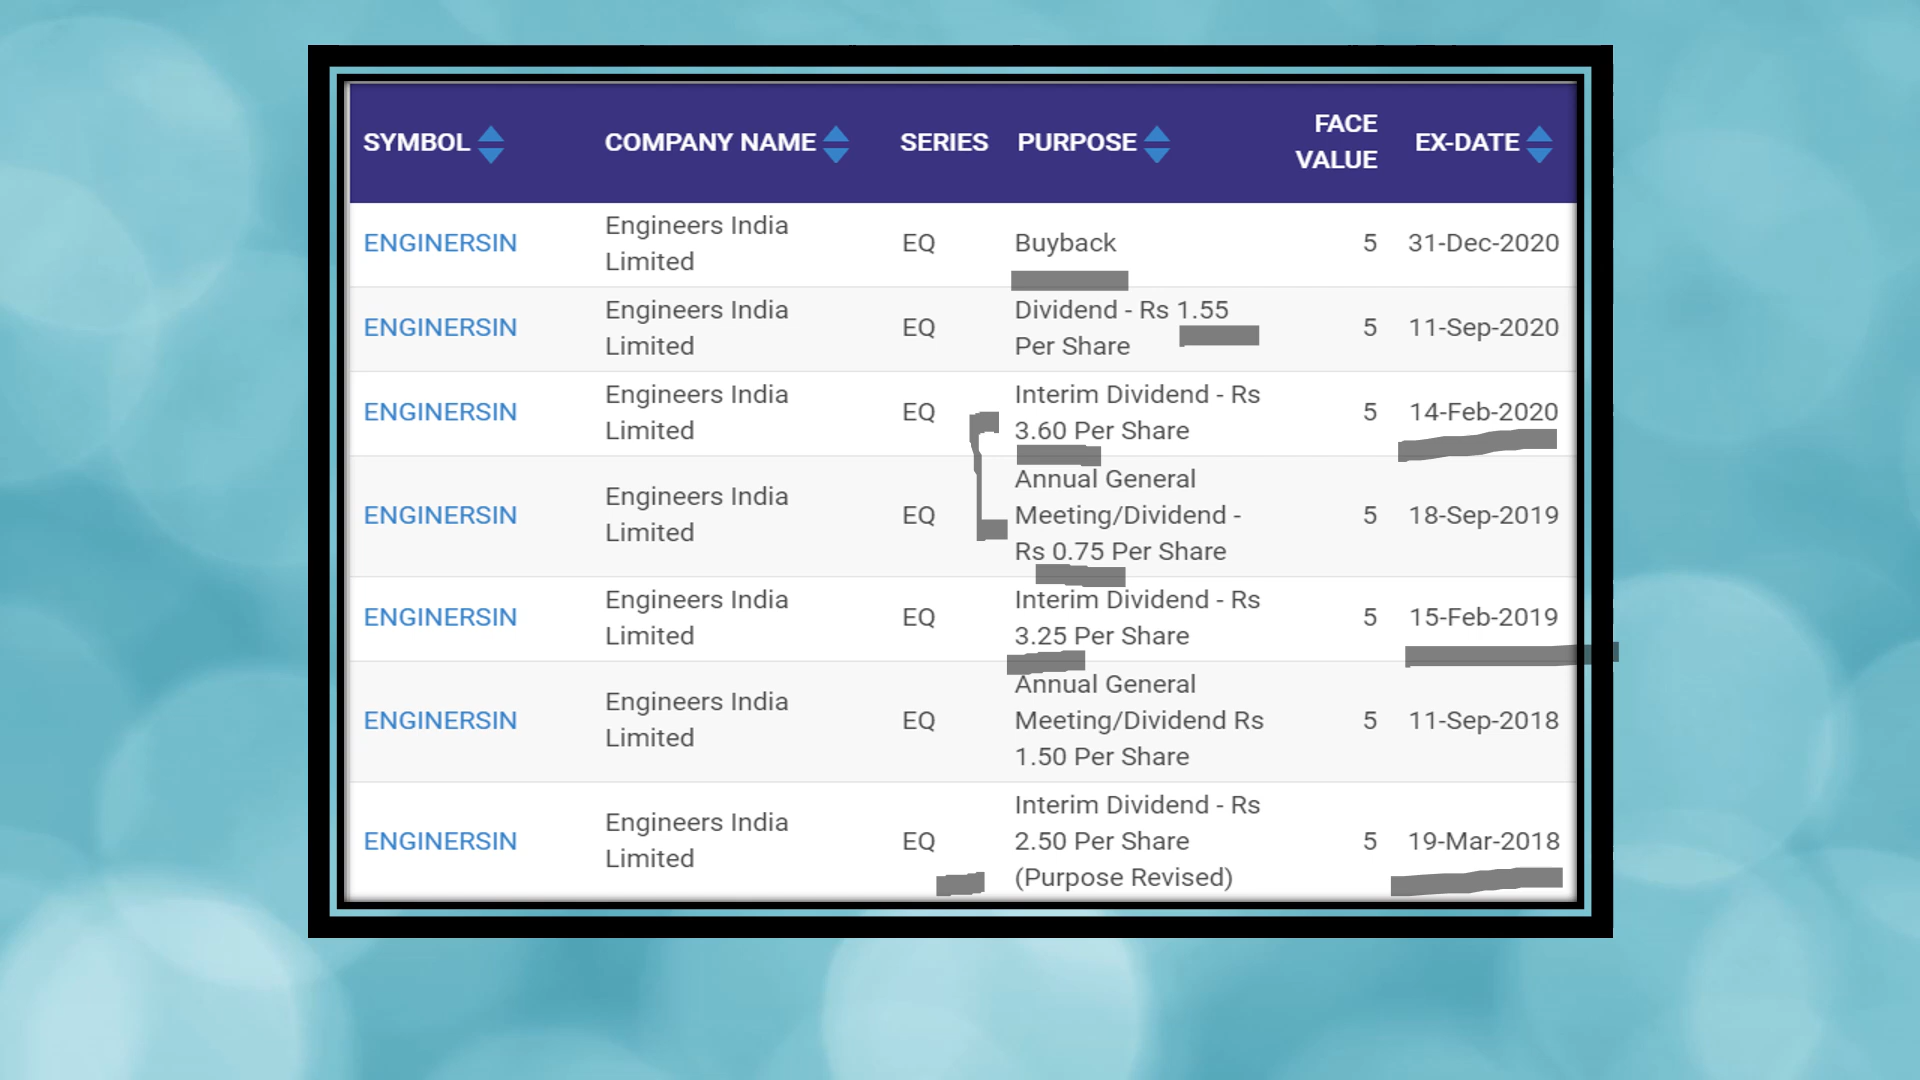 SYMBOL COMPANY NAME SERIES PURPOSE FACE VALUE EX-DATE
ENGINERSIN Engineers India Limited EQ Buyback 5 31-Dec-2020
ENGINERSIN Engineers India Limited EQ Dividend - Rs 1.55 Per Share 5 11-Sep-2020
ENGINERSIN Engineers India Limited EQ Interim Dividend - Rs 3.60 Per Share 5 14-Feb-2020
ENGINERSIN Engineers India Limited EQ Annual General Meeting/Dividend - Rs 0.75 Per Share 5 18-Sep-2019
ENGINERSIN Engineers India Limited EQ Interim Dividend - Rs 3.25 Per Share 5 15-Feb-2019
ENGINERSIN Engineers India Limited EQ Annual General Meeting/Dividend Rs 1.50 Per Share 5 11-Sep-2018
ENGINERSIN Engineers India Limited EQ Interim Dividend - Rs 2.50 Per Share (Purpose Revised) 5 19-Mar-2018